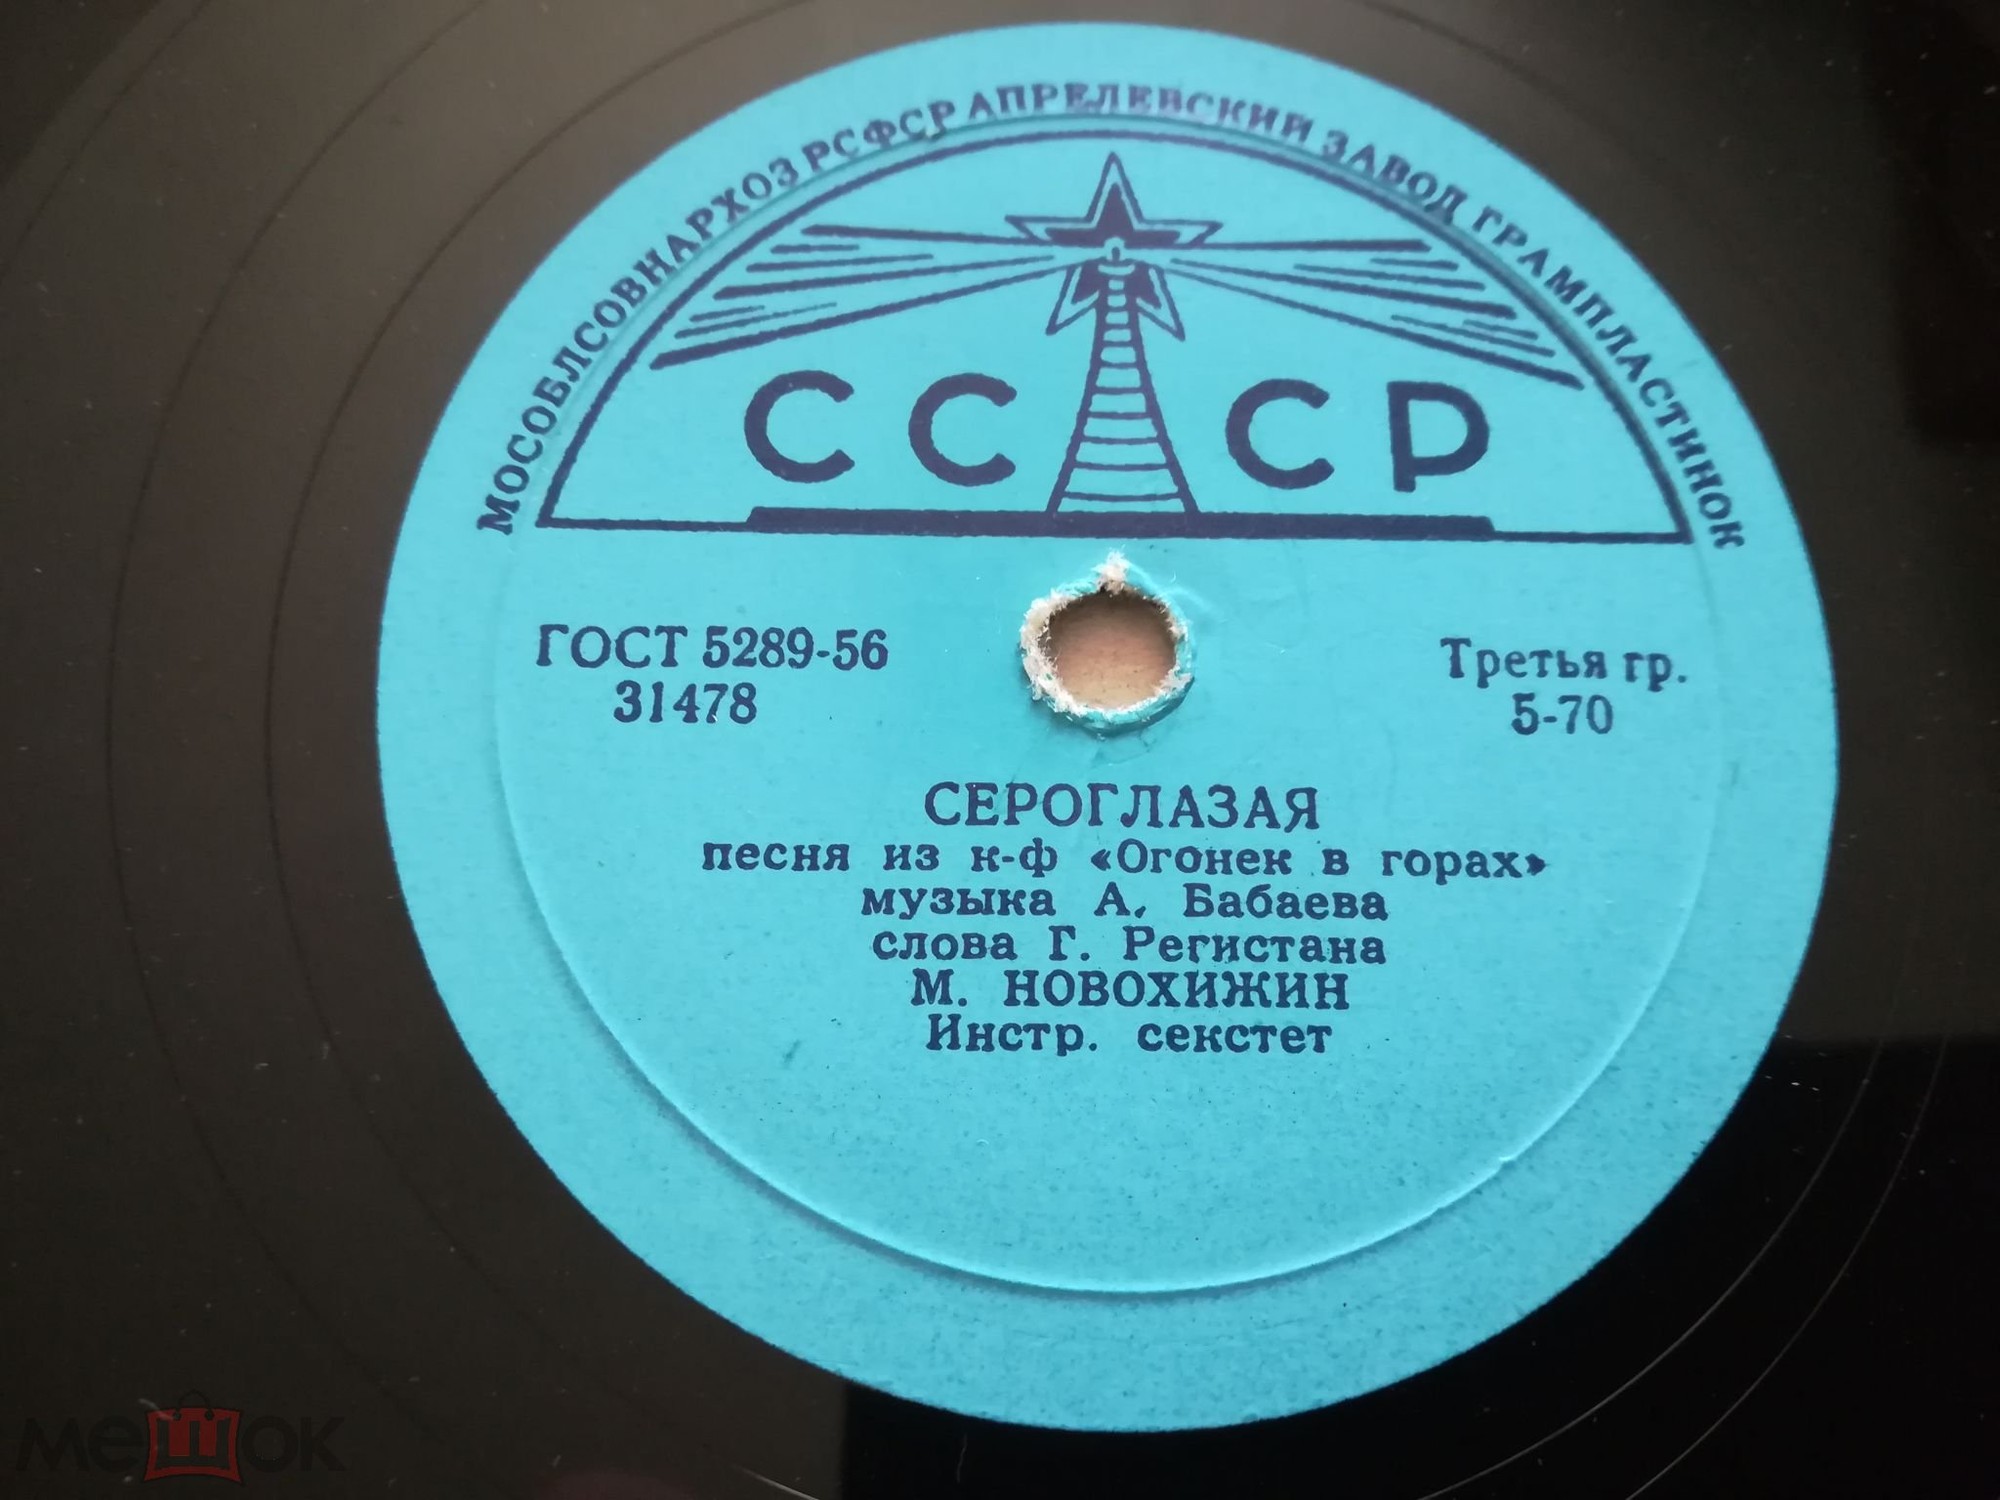 МОСОБЛСОВНАРХОЗ РСФСР АПРЕЛЕВСКИЙ ЗАВОД ГРАМПЛАСТИНОК
СССР
ГОСТ 5289-56
31478
Третья гр.
5-70
СЕРОГЛАЗАЯ
песня из к-ф «Огонек в горах»
музыка А. Бабаева
слова Г. Регистана
М. НОВОХИЖИН
Инстр. секстет
мешок